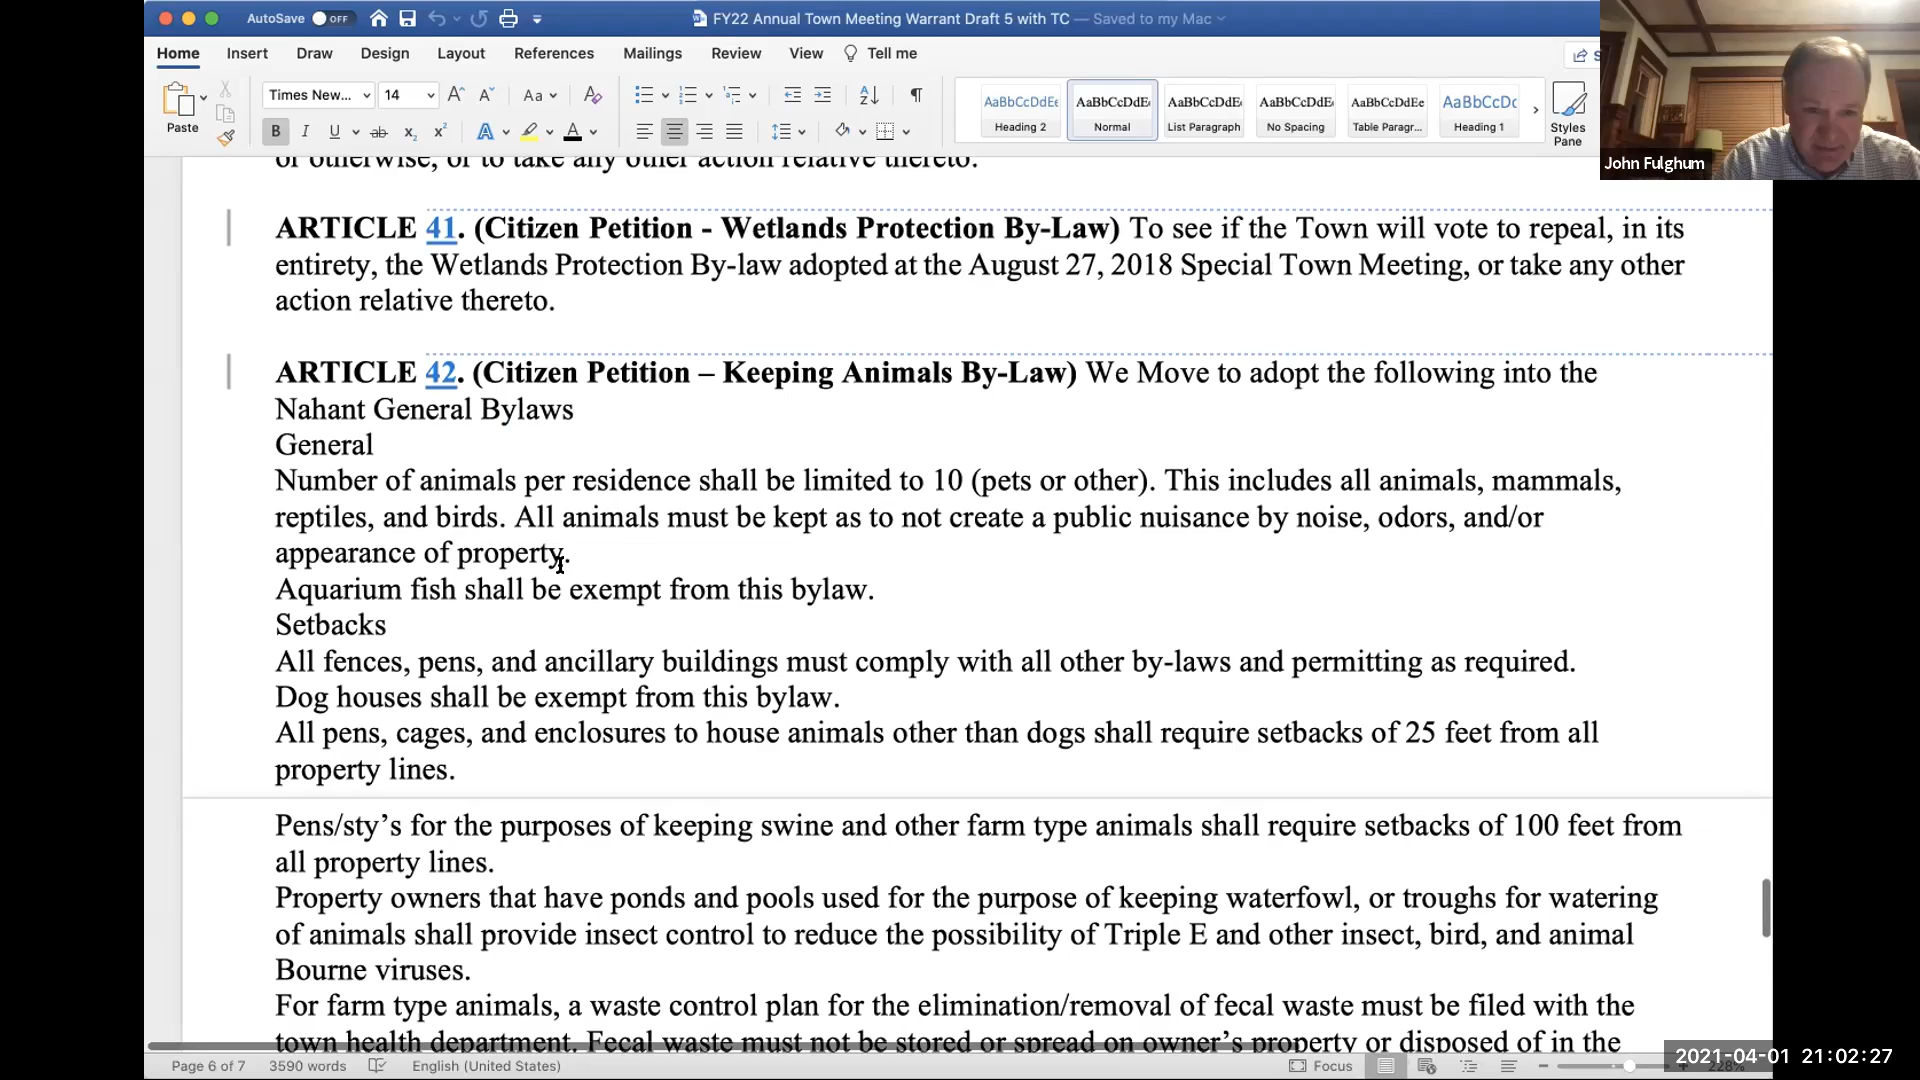 AutoSave OFF
FY22 Annual Town Meeting Warrant Draft 5 with TC — Saved to my Mac
Home Insert Draw Design Layout References Mailings Review View Tell me
Paste
Times New... 14
Aa
AaBbCcDdEe AaBbCcDdEe AaBbCcDdEe AaBbCcDdEe AaBbCcDdEe AaBbCcDc
Heading 2 Normal List Paragraph No Spacing Table Paragr... Heading 1
Styles
Pane
B I U ab x₂ x² A A
John Fulghum
or otherwise, or to take any other action relative thereto.
ARTICLE 41. (Citizen Petition - Wetlands Protection By-Law) To see if the Town will vote to repeal, in its
entirety, the Wetlands Protection By-law adopted at the August 27, 2018 Special Town Meeting, or take any other
action relative thereto.
ARTICLE 42. (Citizen Petition – Keeping Animals By-Law) We Move to adopt the following into the
Nahant General Bylaws
General
Number of animals per residence shall be limited to 10 (pets or other). This includes all animals, mammals,
reptiles, and birds. All animals must be kept as to not create a public nuisance by noise, odors, and/or
appearance of property.
Aquarium fish shall be exempt from this bylaw.
Setbacks
All fences, pens, and ancillary buildings must comply with all other by-laws and permitting as required.
Dog houses shall be exempt from this bylaw.
All pens, cages, and enclosures to house animals other than dogs shall require setbacks of 25 feet from all
property lines.
Pens/sty’s for the purposes of keeping swine and other farm type animals shall require setbacks of 100 feet from
all property lines.
Property owners that have ponds and pools used for the purpose of keeping waterfowl, or troughs for watering
of animals shall provide insect control to reduce the possibility of Triple E and other insect, bird, and animal
Bourne viruses.
For farm type animals, a waste control plan for the elimination/removal of fecal waste must be filed with the
town health department. Fecal waste must not be stored or spread on owner’s property or disposed of in the
Page 6 of 7 3590 words English (United States) Focus 228%
2021-04-01 21:02:27